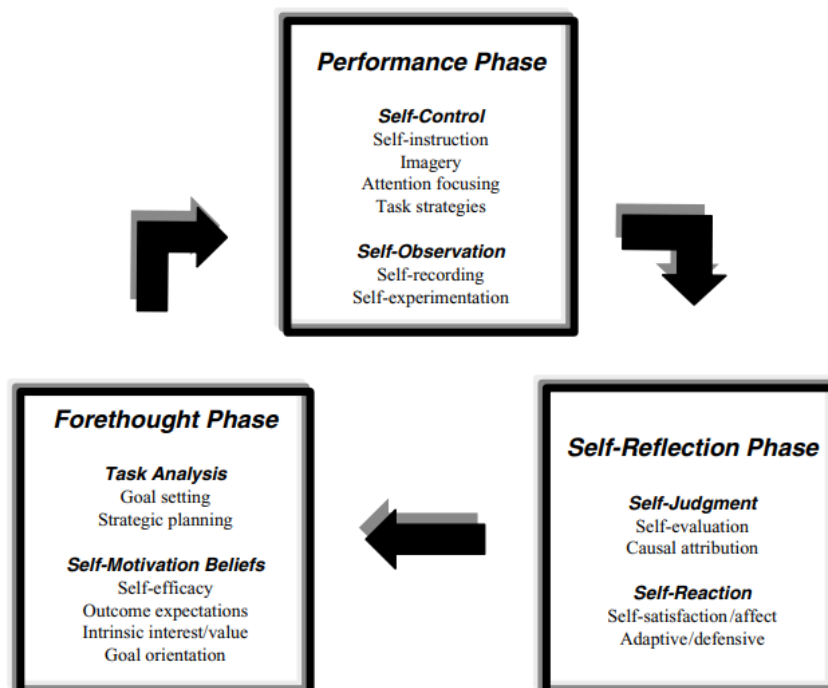 Performance Phase
Self-Control
Self-instruction
Imagery
Attention focusing
Task strategies
Self-Observation
Self-recording
Self-experimentation
Forethought Phase
Task Analysis
Goal setting
Strategic planning
Self-Motivation Beliefs
Self-efficacy
Outcome expectations
Intrinsic interest/value
Goal orientation
Self-Reflection Phase
Self-Judgment
Self-evaluation
Causal attribution
Self-Reaction
Self-satisfaction/affect
Adaptive/defensive